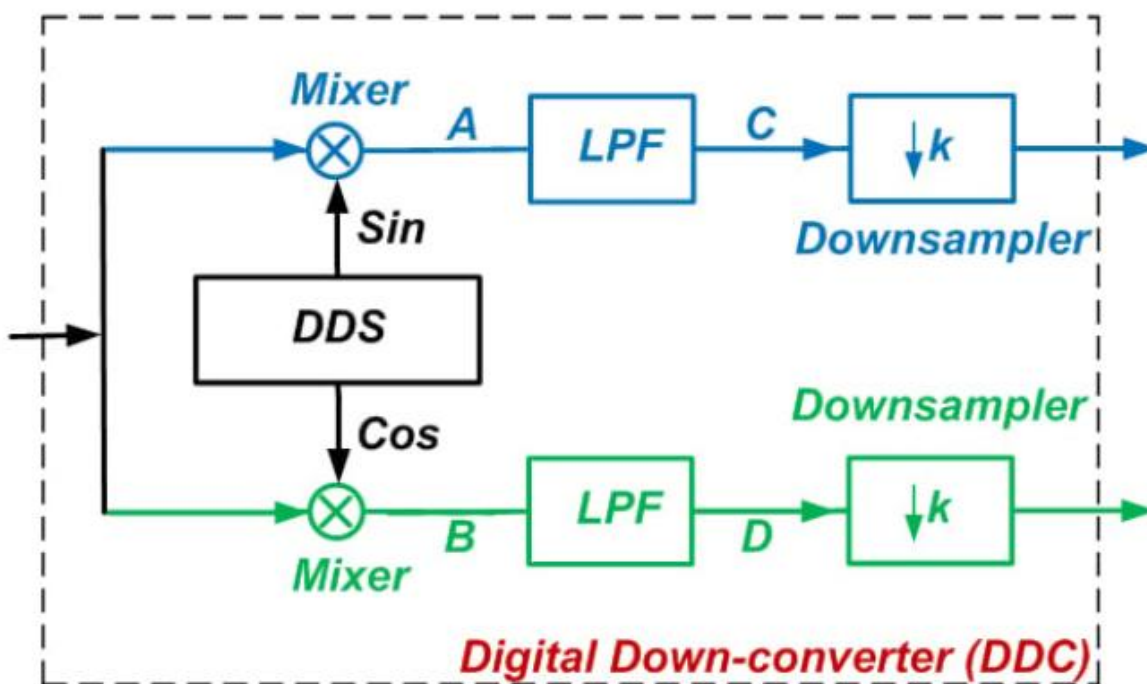 Mixer
A
LPF
C
↓k
Sin
Downsampler
DDS
Cos
Downsampler
B
LPF
D
↓k
Mixer
Digital Down-converter (DDC)